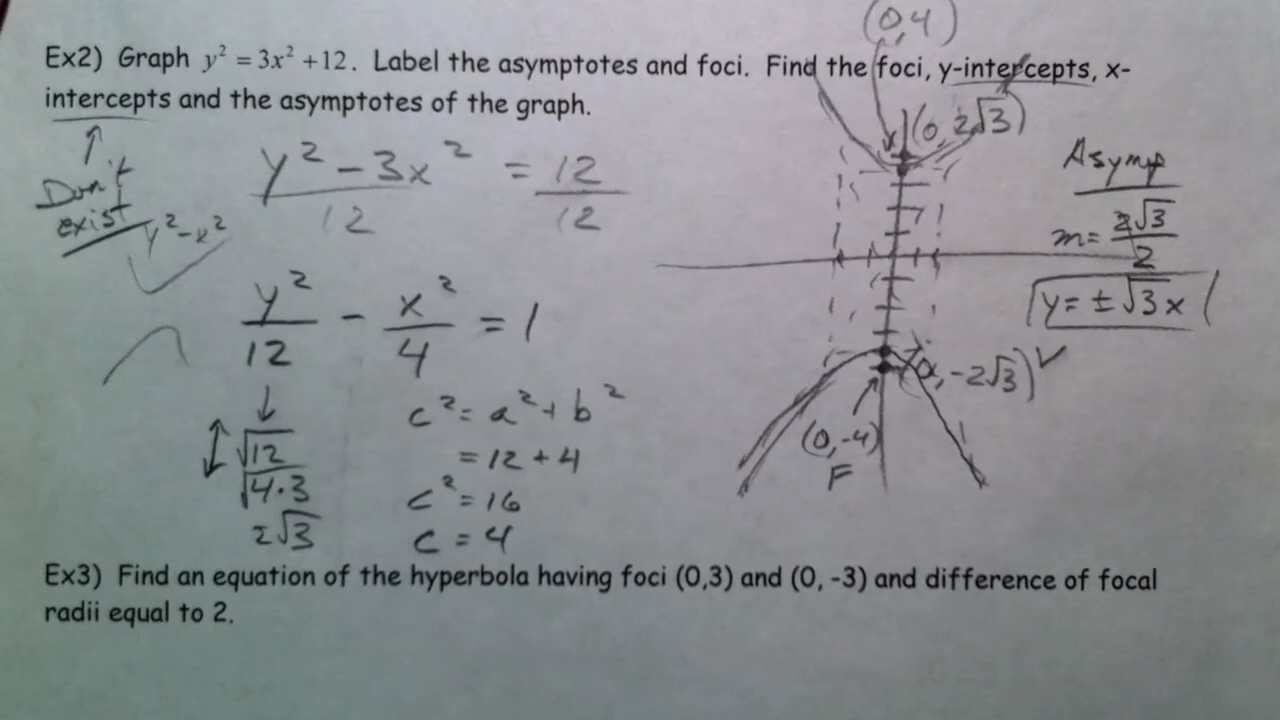 (0,4)
Ex2) Graph y² = 3x² +12. Label the asymptotes and foci. Find the foci, y-intercepts, x-
intercepts and the asymptotes of the graph.
(0, 2√3)
Don't
exist
y² - 3x² = 12
12 12
y² - x²
Asymp
m = 2√3/2
y = ± √3 x
y²/12 - x²/4 = 1
√12
√4·3
2√3
c² = a² + b²
= 12 + 4
c² = 16
c = 4
(0, -2√3) V
(0, -4)
F
Ex3) Find an equation of the hyperbola having foci (0,3) and (0, -3) and difference of focal
radii equal to 2.